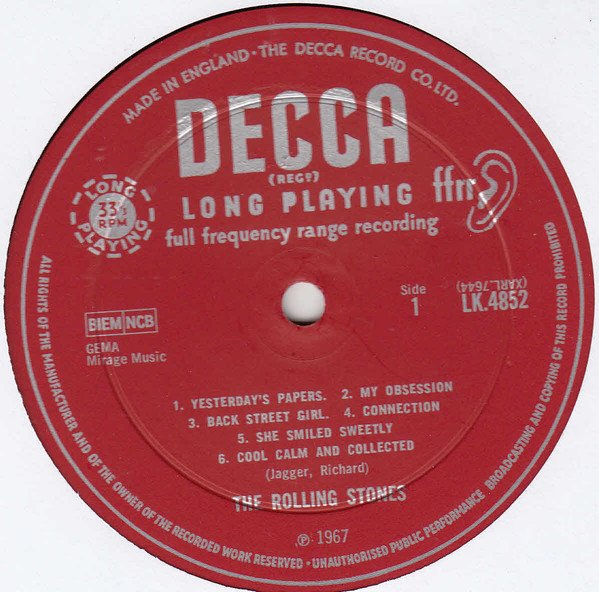 MADE IN ENGLAND · THE DECCA RECORD CO. LTD.
DECCA
(REGD)
LONG PLAYING
ffrr
full frequency range recording
LONG
33 1/3
RPM
PLAYING
Side
1
(XARL.7644)
LK.4852
BIEM NCB
GEMA
Mirage Music
1. YESTERDAY'S PAPERS. 2. MY OBSESSION
3. BACK STREET GIRL. 4. CONNECTION
5. SHE SMILED SWEETLY
6. COOL CALM AND COLLECTED
(Jagger, Richard)
THE ROLLING STONES
℗ 1967
ALL RIGHTS OF THE MANUFACTURER AND OF THE OWNER OF THE RECORDED WORK RESERVED · UNAUTHORISED PUBLIC PERFORMANCE BROADCASTING AND COPYING OF THIS RECORD PROHIBITED